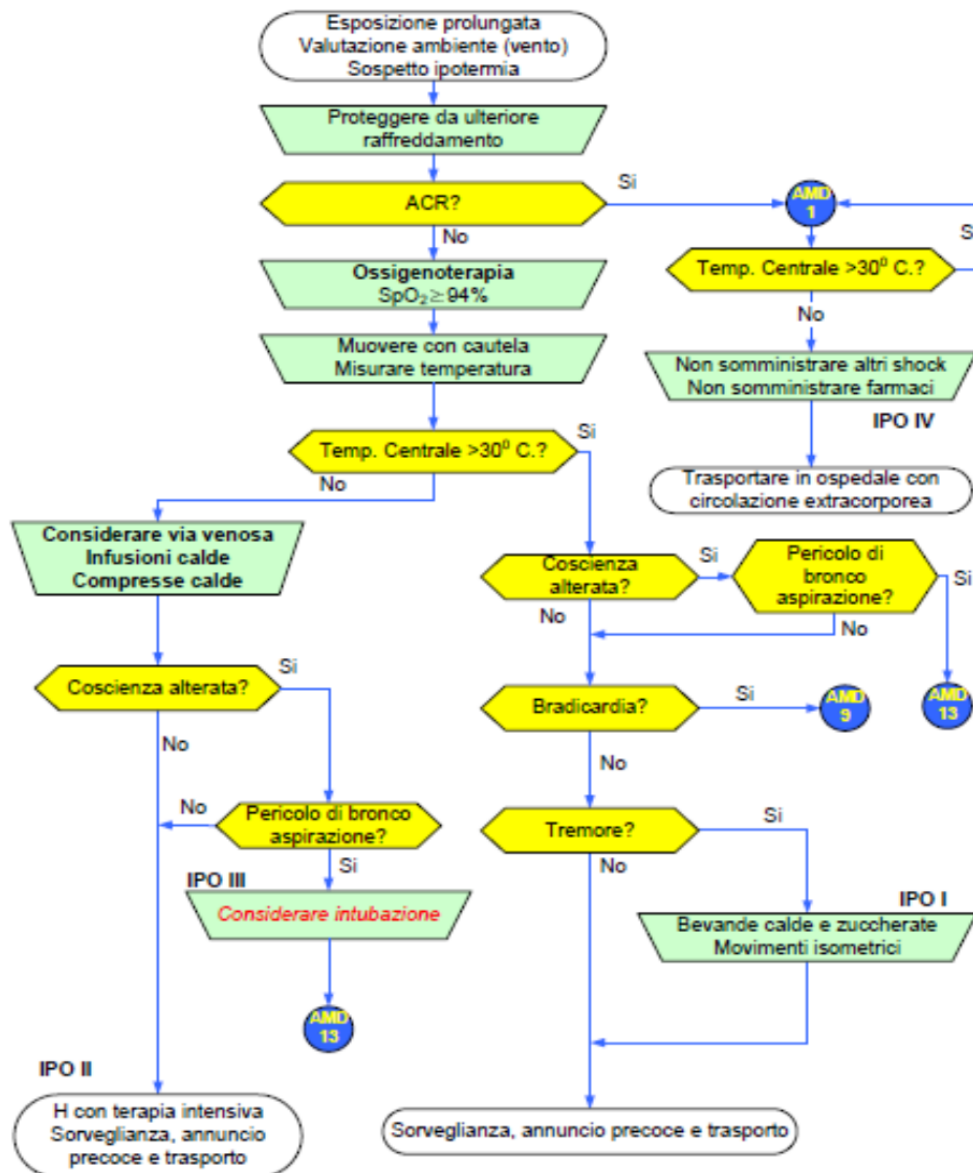 Esposizione prolungata
Valutazione ambiente (vento)
Sospetto ipotermia
Proteggere da ulteriore
raffreddamento
ACR?
Si
AMD
1
No
Temp. Centrale >30⁰ C.?
S
Ossigenoterapia
SpO₂≥94%
No
Muovere con cautela
Misurare temperatura
Non somministrare altri shock
Non somministrare farmaci
IPO IV
Temp. Centrale >30⁰ C.?
Si
No
Trasportare in ospedale con
circolazione extracorporea
Considerare via venosa
Infusioni calde
Compresse calde
Coscienza
alterata?
Si
Pericolo di
bronco
aspirazione?
Si
No
No
Coscienza alterata?
Si
No
Bradicardia?
Si
AMD
9
AMD
13
No
No
Pericolo di bronco
aspirazione?
Si
Tremore?
Si
No
IPO III
Considerare intubazione
IPO I
Bevande calde e zuccherate
Movimenti isometrici
AMD
13
IPO II
H con terapia intensiva
Sorveglianza, annuncio
precoce e trasporto
Sorveglianza, annuncio precoce e trasporto